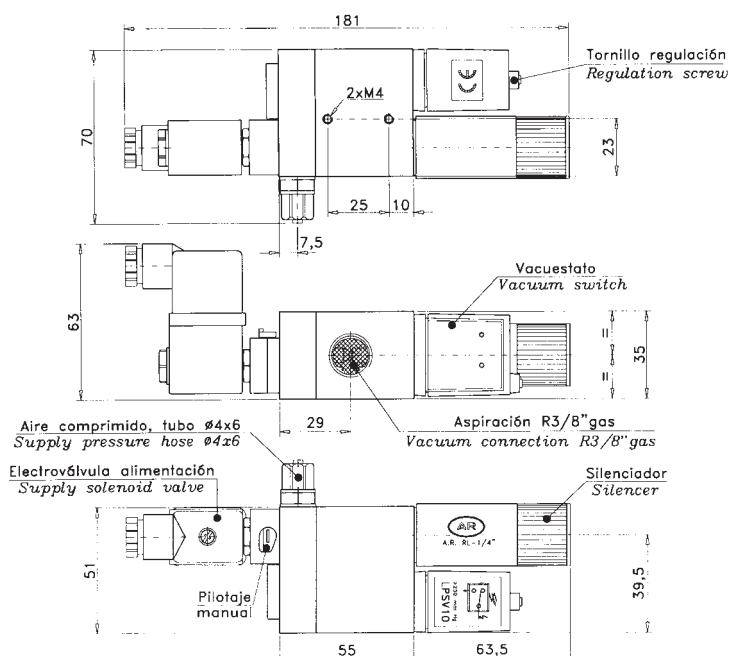 181
Tornillo regulación
Regulation screw
CE
2xM4
70
23
25
10
7,5
Vacuestato
Vacuum switch
63
=
35
=
29
Aire comprimido, tubo ø4x6
Supply pressure hose ø4x6
Aspiración R3/8"gas
Vacuum connection R3/8"gas
Electroválvula alimentación
Supply solenoid valve
Silenciador
Silencer
AR
A.R. RL-1/4"
51
39,5
Pilotaje
manual
LPSV10
55
63,5